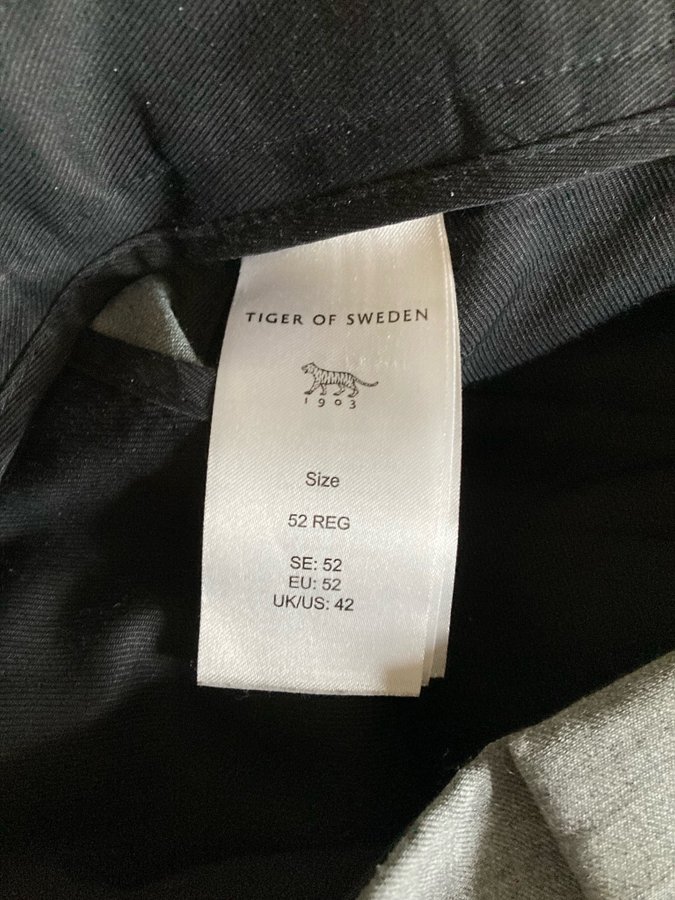 TIGER OF SWEDEN
1903
Size
52 REG
SE: 52
EU: 52
UK/US: 42